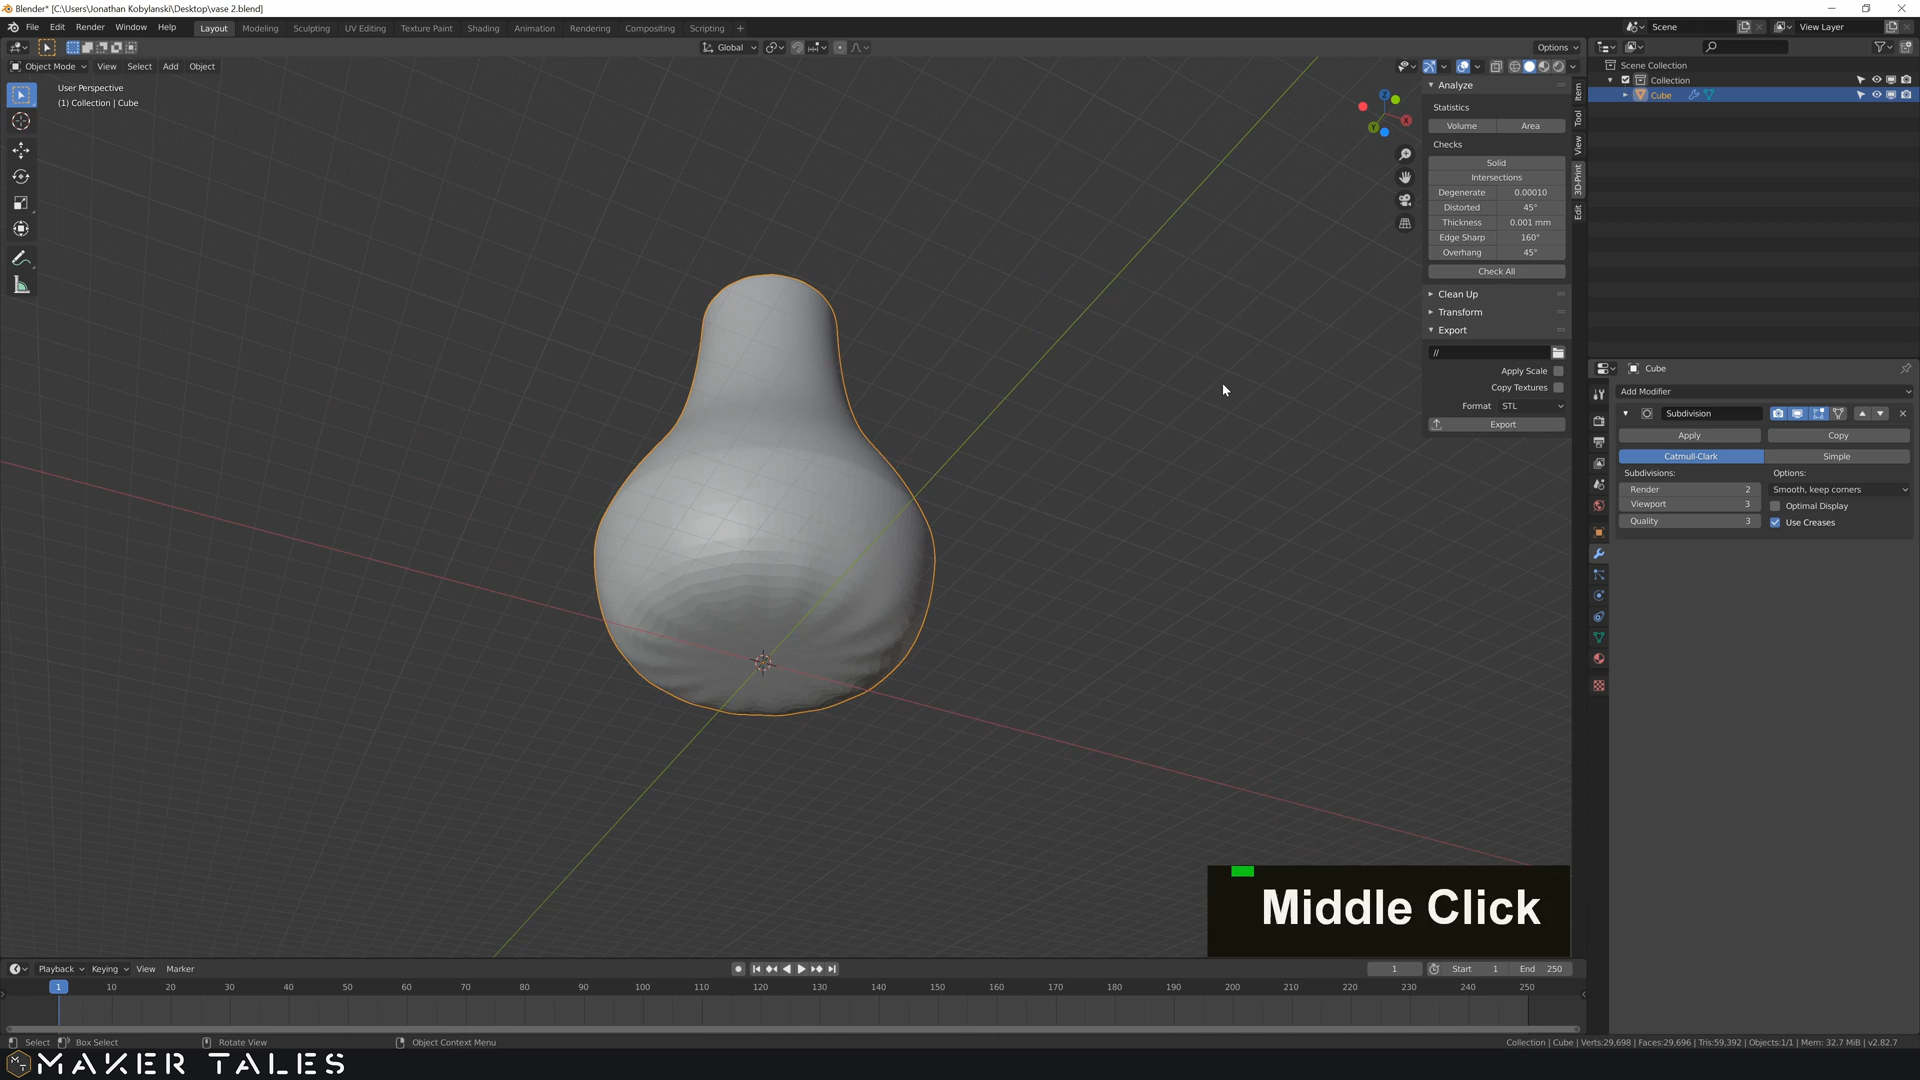 Blender* [C:\Users\Jonathan Kobylanski\Desktop\vase 2.blend]
File Edit Render Window Help
Layout Modeling Sculpting UV Editing Texture Paint Shading Animation Rendering Compositing Scripting +
Scene
View Layer
Global
Options
Object Mode View Select Add Object
User Perspective
(1) Collection | Cube
Z
X
Y
Analyze
Statistics
Volume Area
Checks
Solid
Intersections
Degenerate 0.00010
Distorted 45°
Thickness 0.001 mm
Edge Sharp 160°
Overhang 45°
Check All
Clean Up
Transform
Export
//
Apply Scale
Copy Textures
Format STL
Export
Item
Tool
View
3D-Print
Edit
Scene Collection
Collection
Cube
Cube
Add Modifier
Subdivision
Apply Copy
Catmull-Clark Simple
Subdivisions: Options:
Render 2 Smooth, keep corners
Viewport 3 Optimal Display
Quality 3 Use Creases
Middle Click
Playback Keying View Marker
1 Start 1 End 250
1 10 20 30 40 50 60 70 80 90 100 110 120 130 140 150 160 170 180 190 200 210 220 230 240 250
Select Box Select Rotate View Object Context Menu
Collection | Cube | Verts:29,698 | Faces:29,696 | Tris:59,392 | Objects:1/1 | Mem: 32.7 MiB | v2.82.7
MAKER TALES